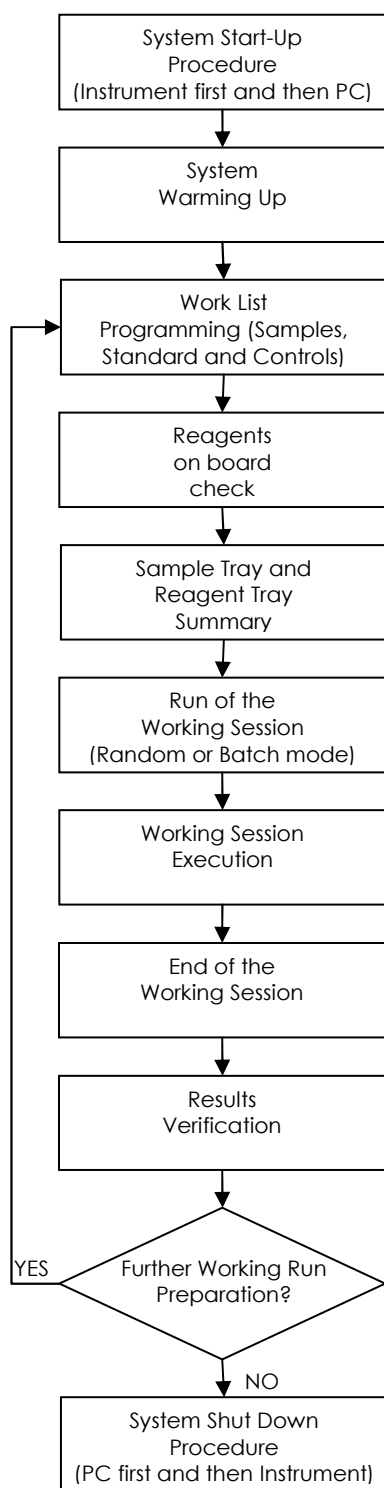 System Start-Up
Procedure
(Instrument first and then PC)
System
Warming Up
Work List
Programming (Samples,
Standard and Controls)
Reagents
on board
check
Sample Tray and
Reagent Tray
Summary
Run of the
Working Session
(Random or Batch mode)
Working Session
Execution
End of the
Working Session
Results
Verification
YES
Further Working Run
Preparation?
NO
System Shut Down
Procedure
(PC first and then Instrument)